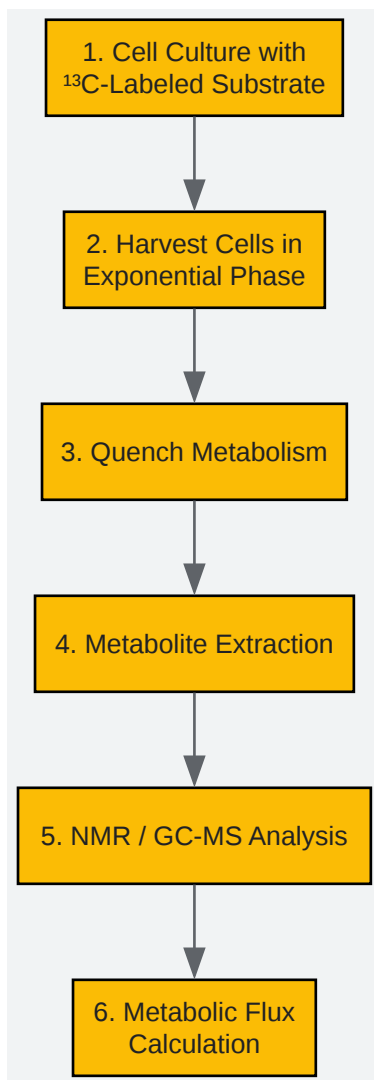 1. Cell Culture with
¹³C-Labeled Substrate
2. Harvest Cells in
Exponential Phase
3. Quench Metabolism
4. Metabolite Extraction
5. NMR / GC-MS Analysis
6. Metabolic Flux
Calculation